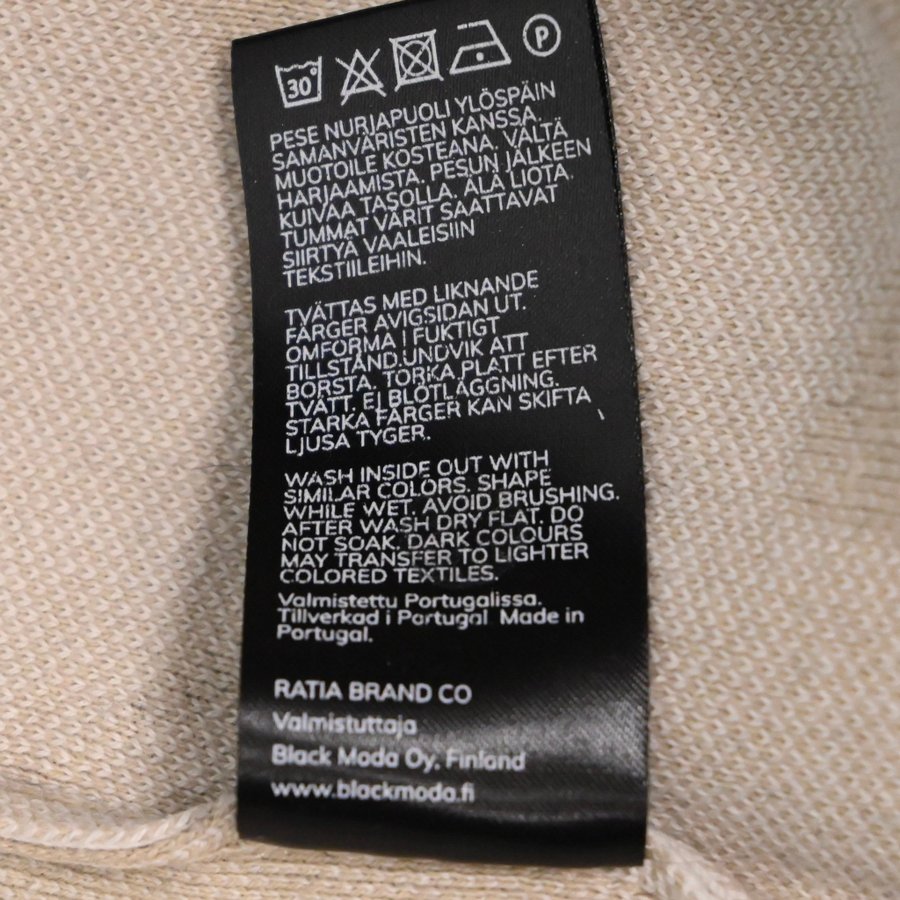 30°
P
PESE NURJAPUOLI YLÖSPÄIN
SAMANVÄRISTEN KANSSA.
MUOTOILE KOSTEANA. VÄLTÄ
HARJAAMISTA. PESUN JÄLKEEN
KUIVAA TASOLLA. ÄLÄ LIOTA.
TUMMAT VÄRIT SAATTAVAT
SIIRTYÄ VAALEISIIN
TEKSTIILEIHIN.
TVÄTTAS MED LIKNANDE
FÄRGER AVIGSIDAN UT.
OMFORMA I FUKTIGT
TILLSTÅND.UNDVIK ATT
BORSTA. TORKA PLATT EFTER
TVÄTT. EJ BLÖTLÄGGNING.
STARKA FÄRGER KAN SKIFTA
LJUSA TYGER.
WASH INSIDE OUT WITH
SIMILAR COLORS. SHAPE
WHILE WET. AVOID BRUSHING.
AFTER WASH DRY FLAT. DO
NOT SOAK. DARK COLOURS
MAY TRANSFER TO LIGHTER
COLORED TEXTILES.
Valmistettu Portugalissa.
Tillverkad i Portugal Made in
Portugal.
RATIA BRAND CO
Valmistuttaja
Black Moda Oy, Finland
www.blackmoda.fi